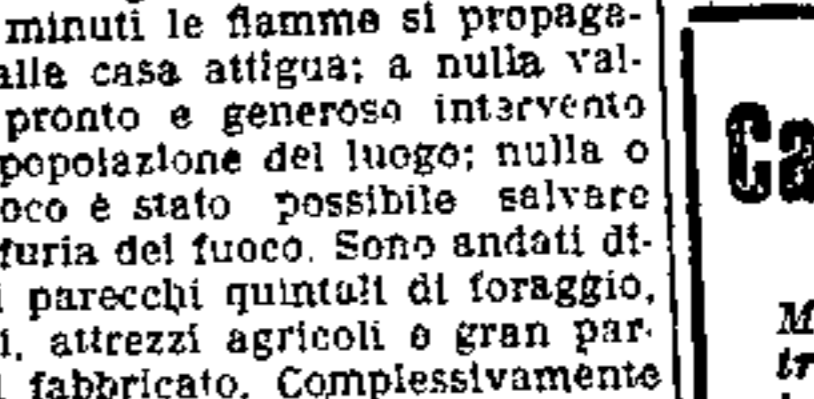 minuti le fiamme si propaga-
alle casa attigua; a nulla val-
pronto e generoso intervento
popolazione del luogo; nulla o
oco è stato possibile salvare
furia del fuoco. Sono andati di-
i parecchi quintali di foraggio,
i, attrezzi agricoli e gran par-
l fabbricato. Complessivamente
Ca
M
tr